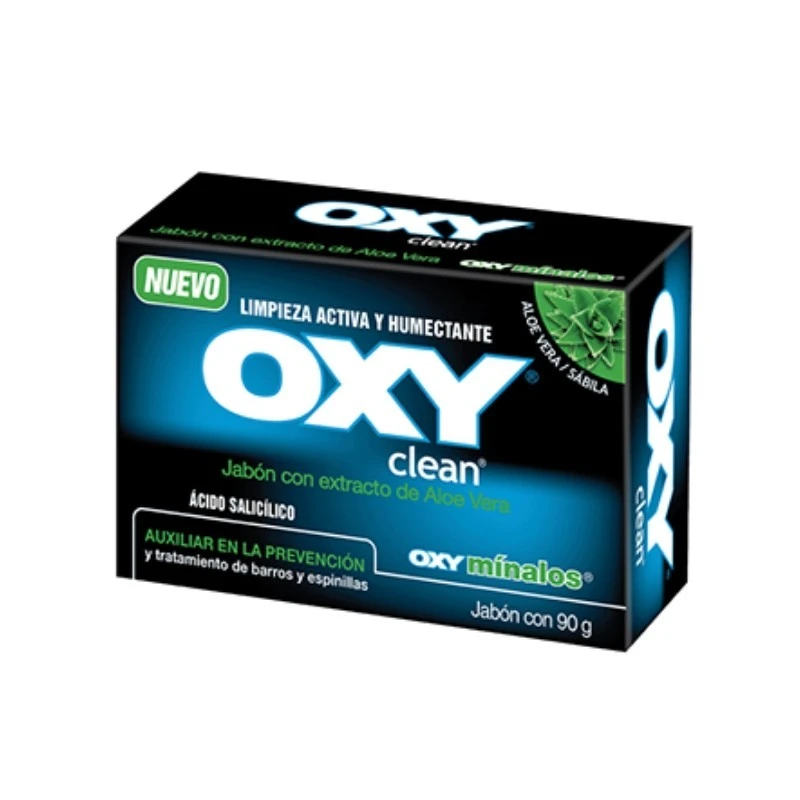 OXY
clean®
Jabón con extracto de Aloe Vera
OXY mínalos®
NUEVO
LIMPIEZA ACTIVA Y HUMECTANTE
ALOE VERA / SÁBILA
OXY®
clean®
Jabón con extracto de Aloe Vera
ÁCIDO SALICÍLICO
AUXILIAR EN LA PREVENCIÓN
y tratamiento de barros y espinillas
OXY mínalos®
Jabón con 90 g
OXY
clean